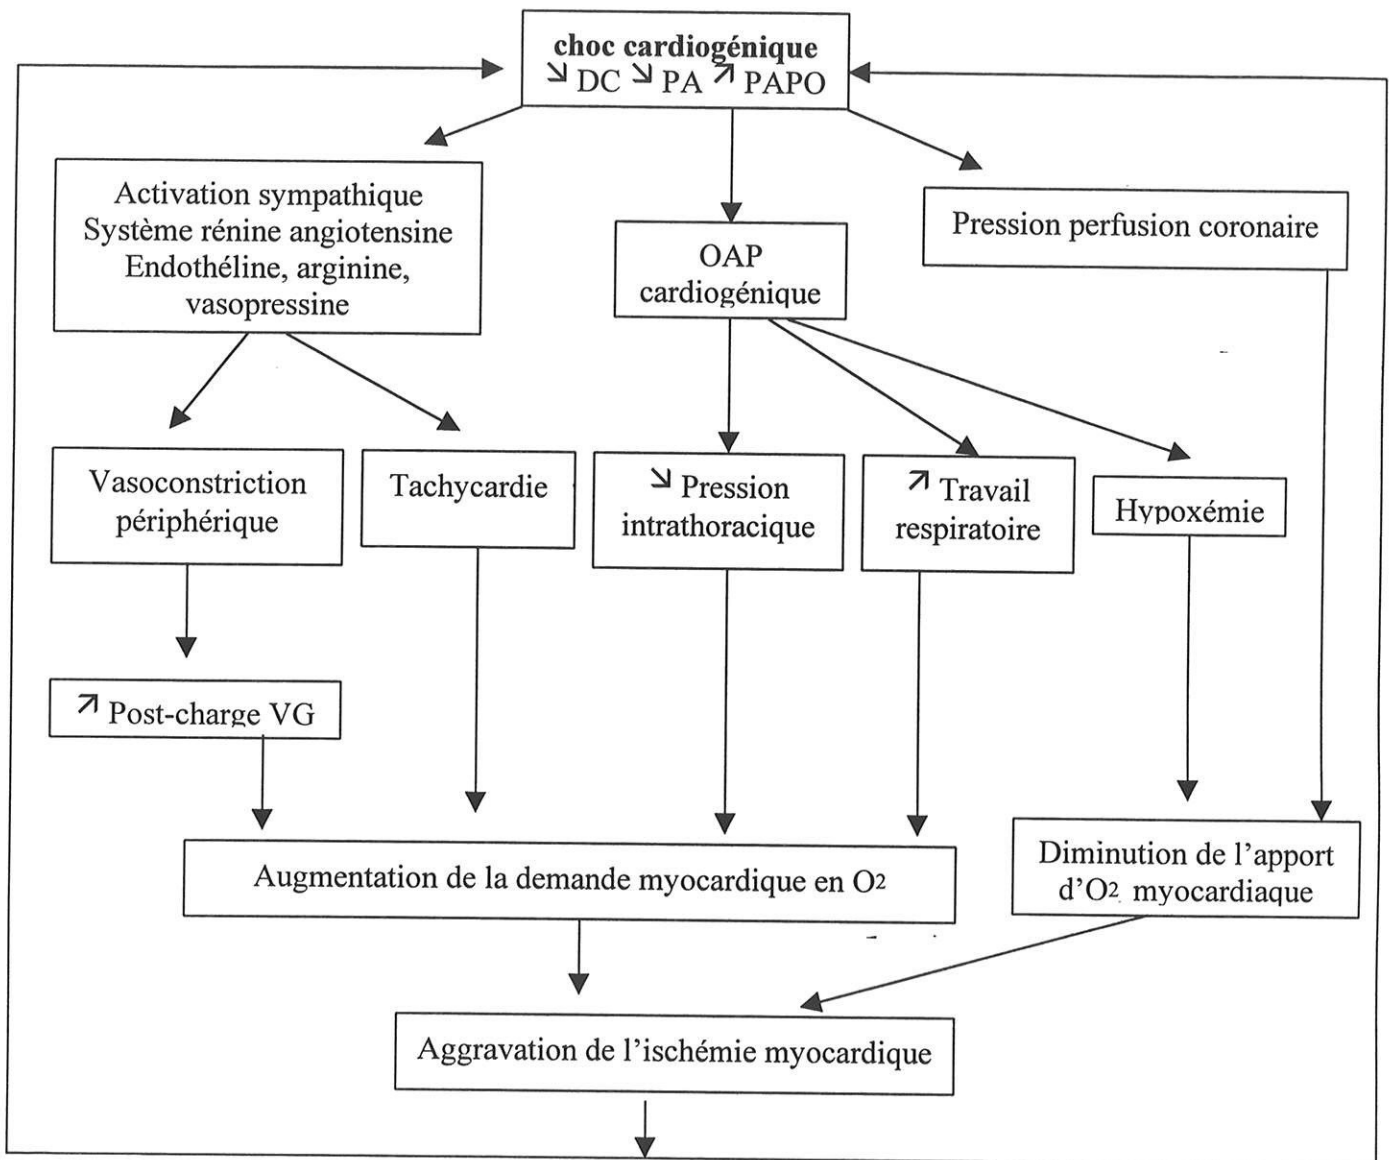 choc cardiogénique
↘ DC ↘ PA ↗ PAPO
Activation sympathique
Système rénine angiotensine
Endothéline, arginine,
vasopressine
OAP
cardiogénique
Pression perfusion coronaire
Vasoconstriction
périphérique
Tachycardie
↘ Pression
intrathoracique
↗ Travail
respiratoire
Hypoxémie
↗ Post-charge VG
Augmentation de la demande myocardique en O2
Diminution de l'apport
d'O2 myocardiaque
Aggravation de l'ischémie myocardique